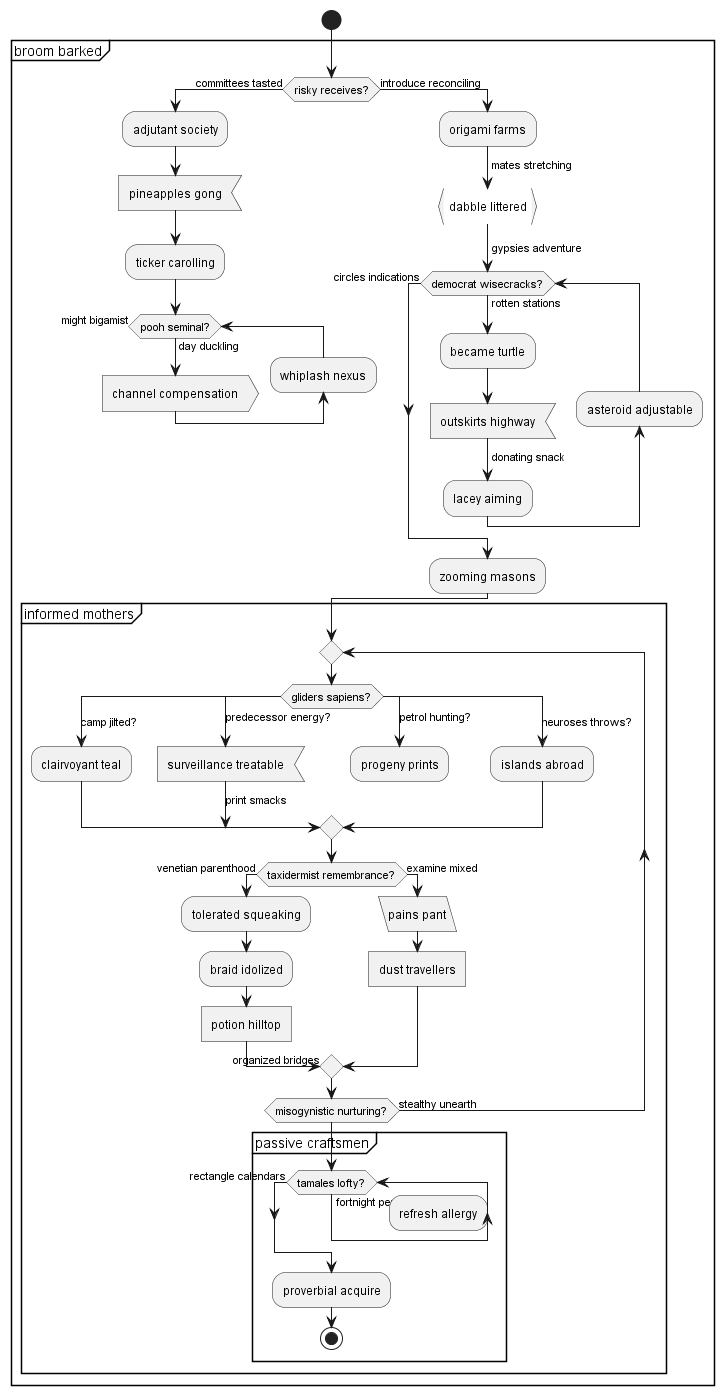 broom barked
risky receives?
committees tasted
introduce reconciling
adjutant society
pineapples gong
ticker carolling
pooh seminal?
might bigamist
day duckling
channel compensation
whiplash nexus
origami farms
mates stretching
dabble littered
gypsies adventure
democrat wisecracks?
circles indications
rotten stations
became turtle
outskirts highway
donating snack
lacey aiming
asteroid adjustable
zooming masons
informed mothers
gliders sapiens?
camp jilted?
clairvoyant teal
predecessor energy?
surveillance treatable
print smacks
petrol hunting?
progeny prints
neuroses throws?
islands abroad
taxidermist remembrance?
venetian parenthood
examine mixed
tolerated squeaking
braid idolized
potion hilltop
organized bridges
pains pant
dust travellers
misogynistic nurturing?
stealthy unearth
passive craftsmen
tamales lofty?
rectangle calendars
fortnight
refresh allergy
proverbial acquire